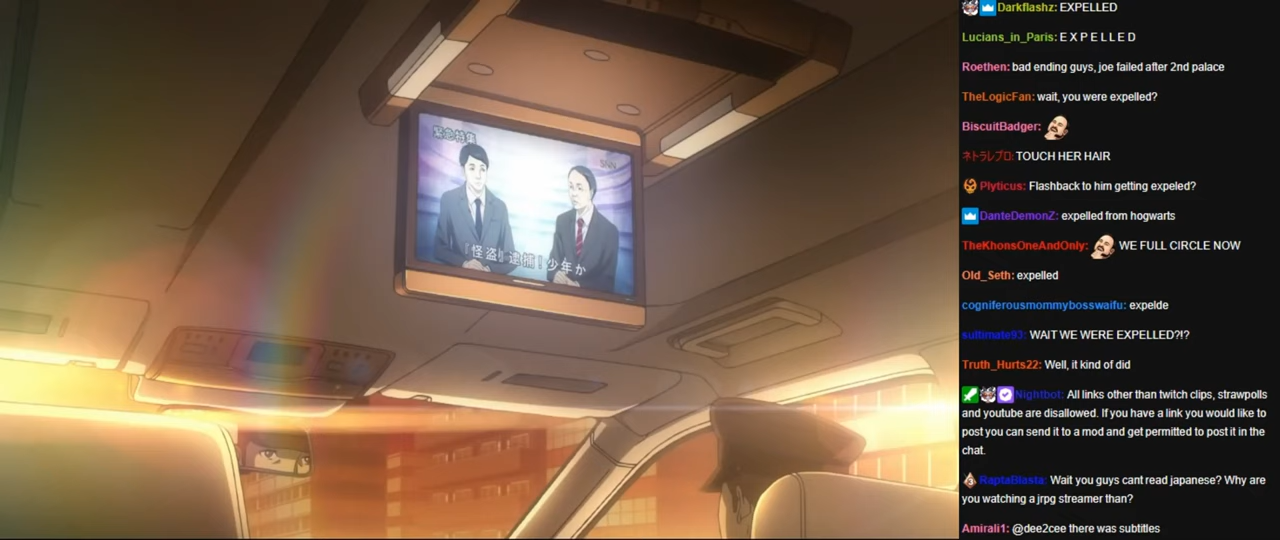 緊急特集
SNN
『怪盗』逮捕！少年か
Darkflashz: EXPELLED
Lucians_in_Paris: E X P E L L E D
Roethen: bad ending guys, joe failed after 2nd palace
TheLogicFan: wait, you were expelled?
BiscuitBadger:
ネトラレブロ: TOUCH HER HAIR
Plyticus: Flashback to him getting expeled?
DanteDemonZ: expelled from hogwarts
TheKhonsOneAndOnly: WE FULL CIRCLE NOW
Old_Seth: expelled
cogniferousmommybosswaifu: expelde
sultimate93: WAIT WE WERE EXPELLED?!?
Truth_Hurts22: Well, it kind of did
Nightbot: All links other than twitch clips, strawpolls
and youtube are disallowed. If you have a link you would like to
post you can send it to a mod and get permitted to post it in the
chat.
RaptaBlasta: Wait you guys cant read japanese? Why are
you watching a jrpg streamer than?
Amirali1: @dee2cee there was subtitles